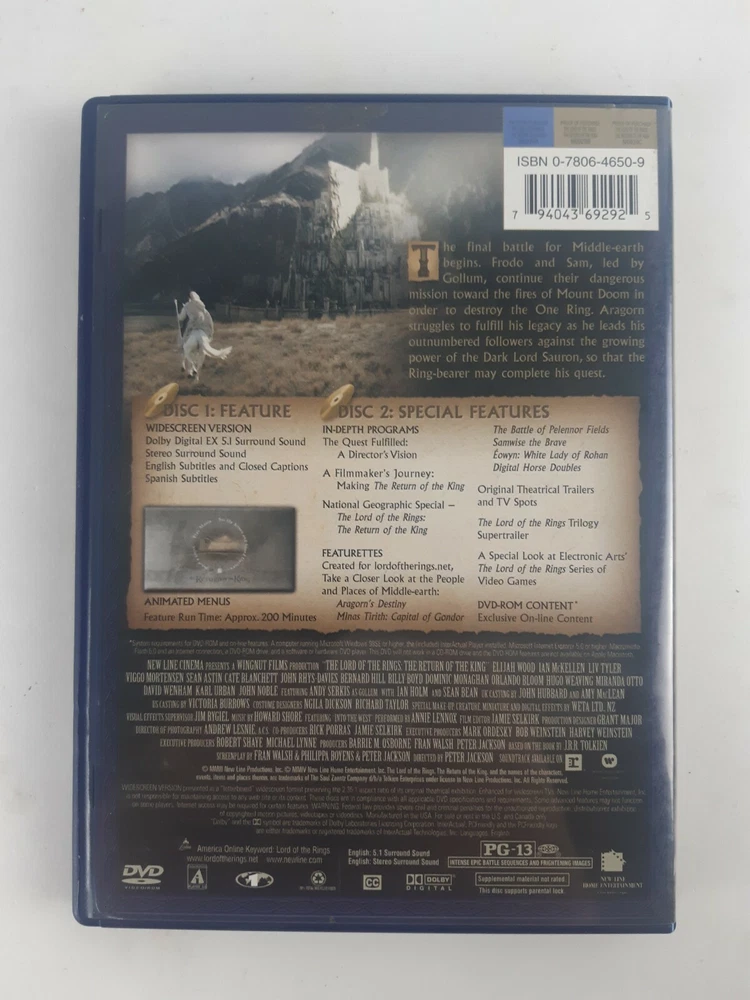 ISBN 0-7806-4650-9
7 94043 69292 5
The final battle for Middle-earth
begins. Frodo and Sam, led by
Gollum, continue their dangerous
mission toward the fires of Mount Doom in
order to destroy the One Ring. Aragorn
struggles to fulfill his legacy as he leads his
outnumbered followers against the growing
power of the Dark Lord Sauron, so that the
Ring-bearer may complete his quest.
DISC 1: FEATURE
WIDESCREEN VERSION
Dolby Digital EX 5.1 Surround Sound
Stereo Surround Sound
English Subtitles and Closed Captions
Spanish Subtitles
ANIMATED MENUS
Feature Run Time: Approx. 200 Minutes
DISC 2: SPECIAL FEATURES
IN-DEPTH PROGRAMS
The Quest Fulfilled:
A Director's Vision
A Filmmaker's Journey:
Making The Return of the King
National Geographic Special –
The Lord of the Rings:
The Return of the King
FEATURETTES
Created for lordoftherings.net,
Take a Closer Look at the People
and Places of Middle-earth:
Aragorn's Destiny
Minas Tirith: Capital of Gondor
The Battle of Pelennor Fields
Samwise the Brave
Éowyn: White Lady of Rohan
Digital Horse Doubles
Original Theatrical Trailers
and TV Spots
The Lord of the Rings Trilogy
Supertrailer
A Special Look at Electronic Arts'
The Lord of the Rings Series of
Video Games
DVD-ROM CONTENT*
Exclusive On-line Content
NEW LINE CINEMA PRESENTS A WINGNUT FILMS PRODUCTION "THE LORD OF THE RINGS: THE RETURN OF THE KING" ELIJAH WOOD IAN McKELLEN LIV TYLER
VIGGO MORTENSEN SEAN ASTIN CATE BLANCHETT JOHN RHYS-DAVIES BERNARD HILL BILLY BOYD DOMINIC MONAGHAN ORLANDO BLOOM HUGO WEAVING MIRANDA OTTO
DAVID WENHAM KARL URBAN JOHN NOBLE FEATURING ANDY SERKIS AS GOLLUM WITH IAN HOLM AND SEAN BEAN UK CASTING BY JOHN HUBBARD AND AMY MacLEAN
US CASTING BY VICTORIA BURROWS COSTUME DESIGNERS NGILA DICKSON RICHARD TAYLOR SPECIAL MAKE-UP, CREATURE, MINIATURE AND DIGITAL EFFECTS BY WETA LTD. NZ
VISUAL EFFECTS SUPERVISOR JIM RYGIEL MUSIC BY HOWARD SHORE FEATURING "INTO THE WEST" PERFORMED BY ANNIE LENNOX FILM EDITOR JAMIE SELKIRK PRODUCTION DESIGNER GRANT MAJOR
DIRECTOR OF PHOTOGRAPHY ANDREW LESNIE, A.C.S. CO-PRODUCERS RICK PORRAS JAMIE SELKIRK EXECUTIVE PRODUCERS MARK ORDESKY BOB WEINSTEIN HARVEY WEINSTEIN
EXECUTIVE PRODUCERS ROBERT SHAYE MICHAEL LYNNE PRODUCERS BARRIE M. OSBORNE FRAN WALSH PETER JACKSON BASED ON THE BOOK BY J.R.R. TOLKIEN
SCREENPLAY BY FRAN WALSH & PHILIPPA BOYENS & PETER JACKSON DIRECTED BY PETER JACKSON SOUNDTRACK AVAILABLE ON
America Online Keyword: Lord of the Rings
www.lordoftherings.net www.newline.com
English: 5.1 Surround Sound
English: Stereo Surround Sound
PG-13
INTENSE EPIC BATTLE SEQUENCES AND FRIGHTENING IMAGES
Supplemental material not rated
This disc supports parental lock.
DVD
CC
DOLBY
DIGITAL
NEW LINE
HOME ENTERTAINMENT